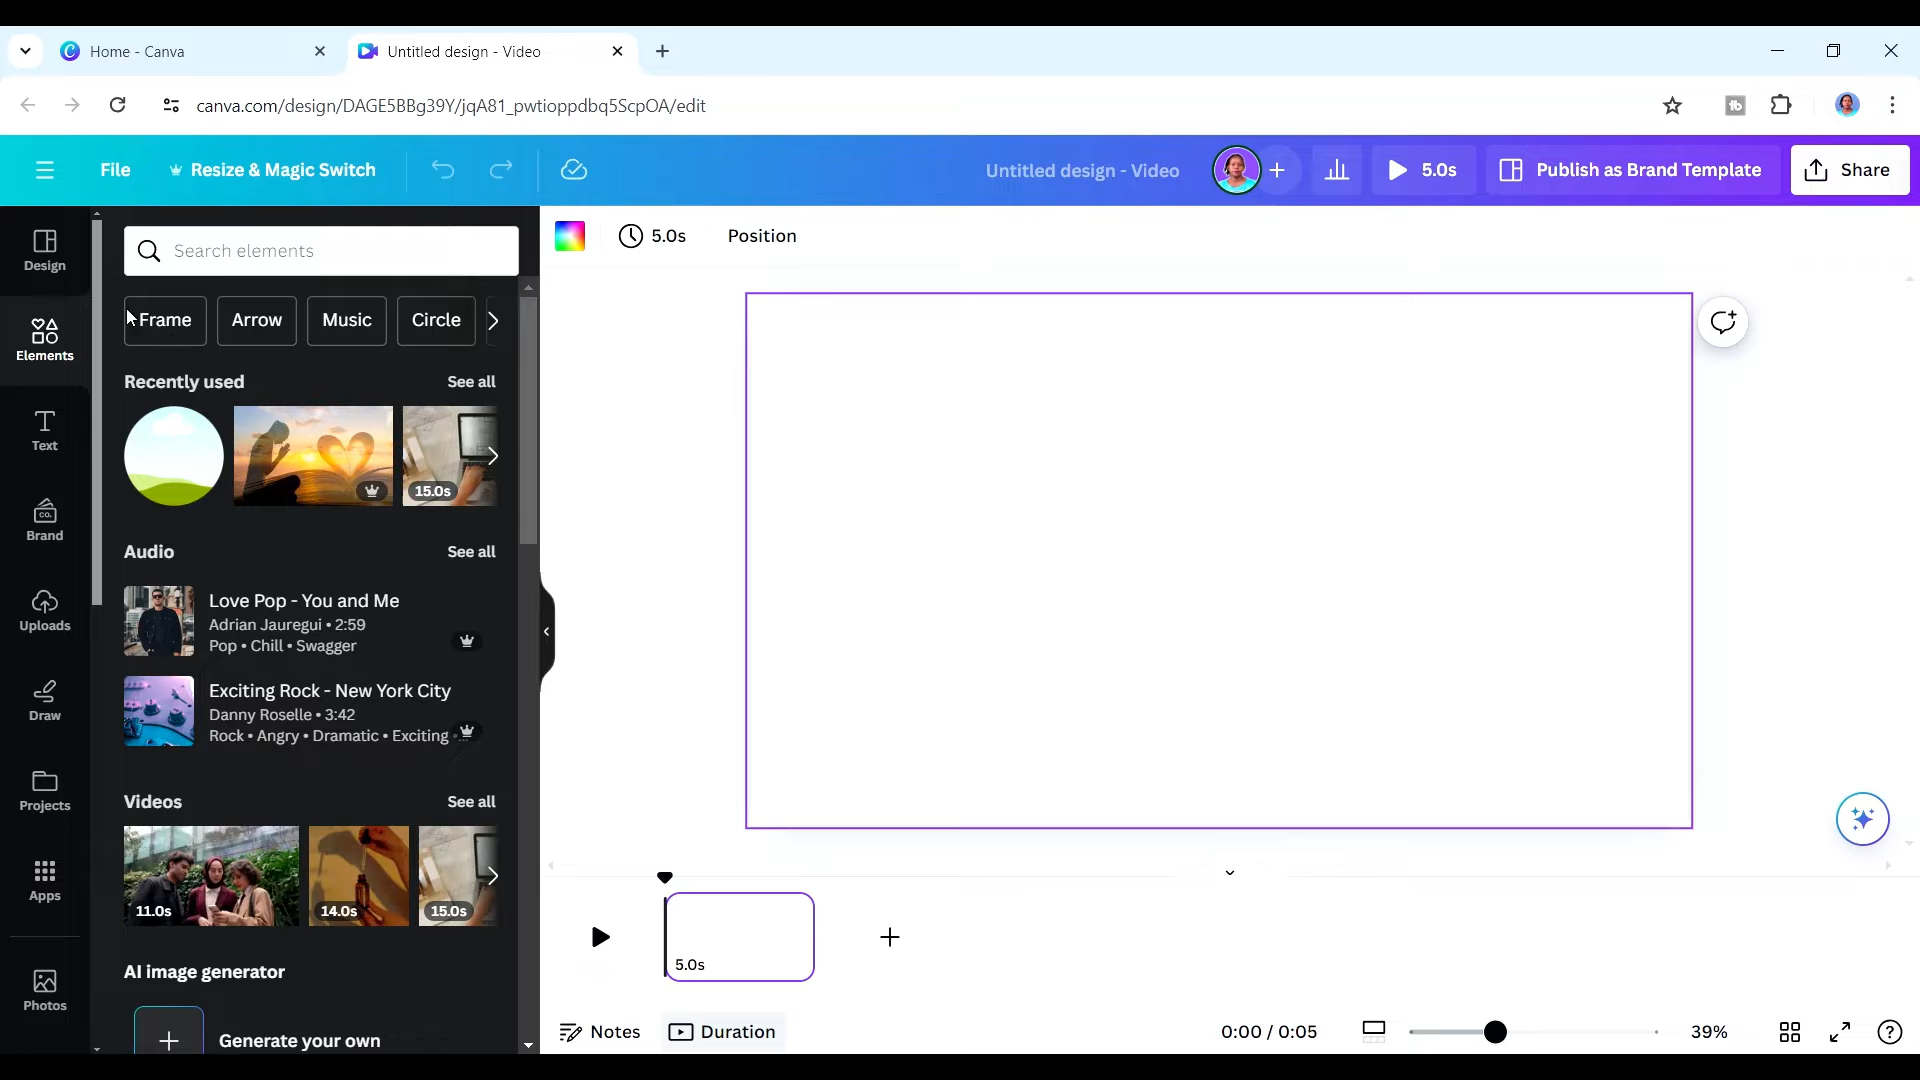 Home - Canva
Untitled design - Video
canva.com/design/DAGE5BBg39Y/jqA81_pwtioppdbq5ScpOA/edit
File
Resize & Magic Switch
Untitled design - Video
5.0s
Publish as Brand Template
Share
Design
Elements
Text
Brand
Uploads
Draw
Projects
Apps
Photos
Search elements
Frame
Arrow
Music
Circle
Recently used
See all
15.0s
Audio
See all
Love Pop - You and Me
Adrian Jauregui • 2:59
Pop • Chill • Swagger
Exciting Rock - New York City
Danny Roselle • 3:42
Rock • Angry • Dramatic • Exciting •...
Videos
See all
11.0s
14.0s
15.0s
AI image generator
Generate your own
5.0s
Position
5.0s
Notes
Duration
0:00 / 0:05
39%